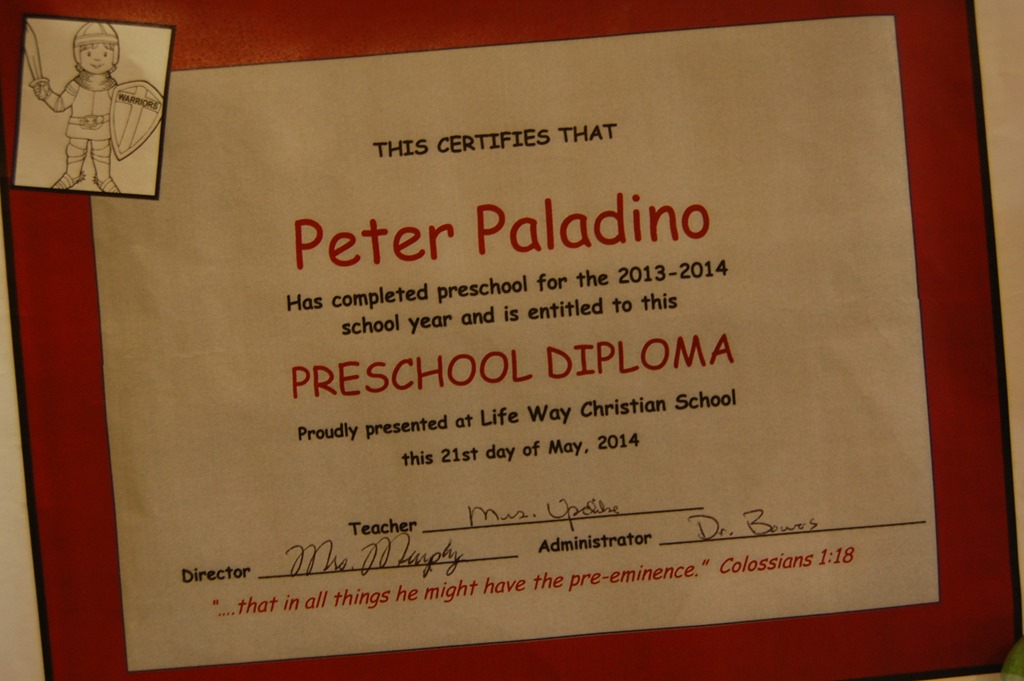 WARRIORS
THIS CERTIFIES THAT
Peter Paladino
Has completed preschool for the 2013-2014
school year and is entitled to this
PRESCHOOL DIPLOMA
Proudly presented at Life Way Christian School
this 21st day of May, 2014
Teacher Mrs. Updike
Director Mrs. Murphy Administrator Dr. Bowers
"....that in all things he might have the pre-eminence." Colossians 1:18